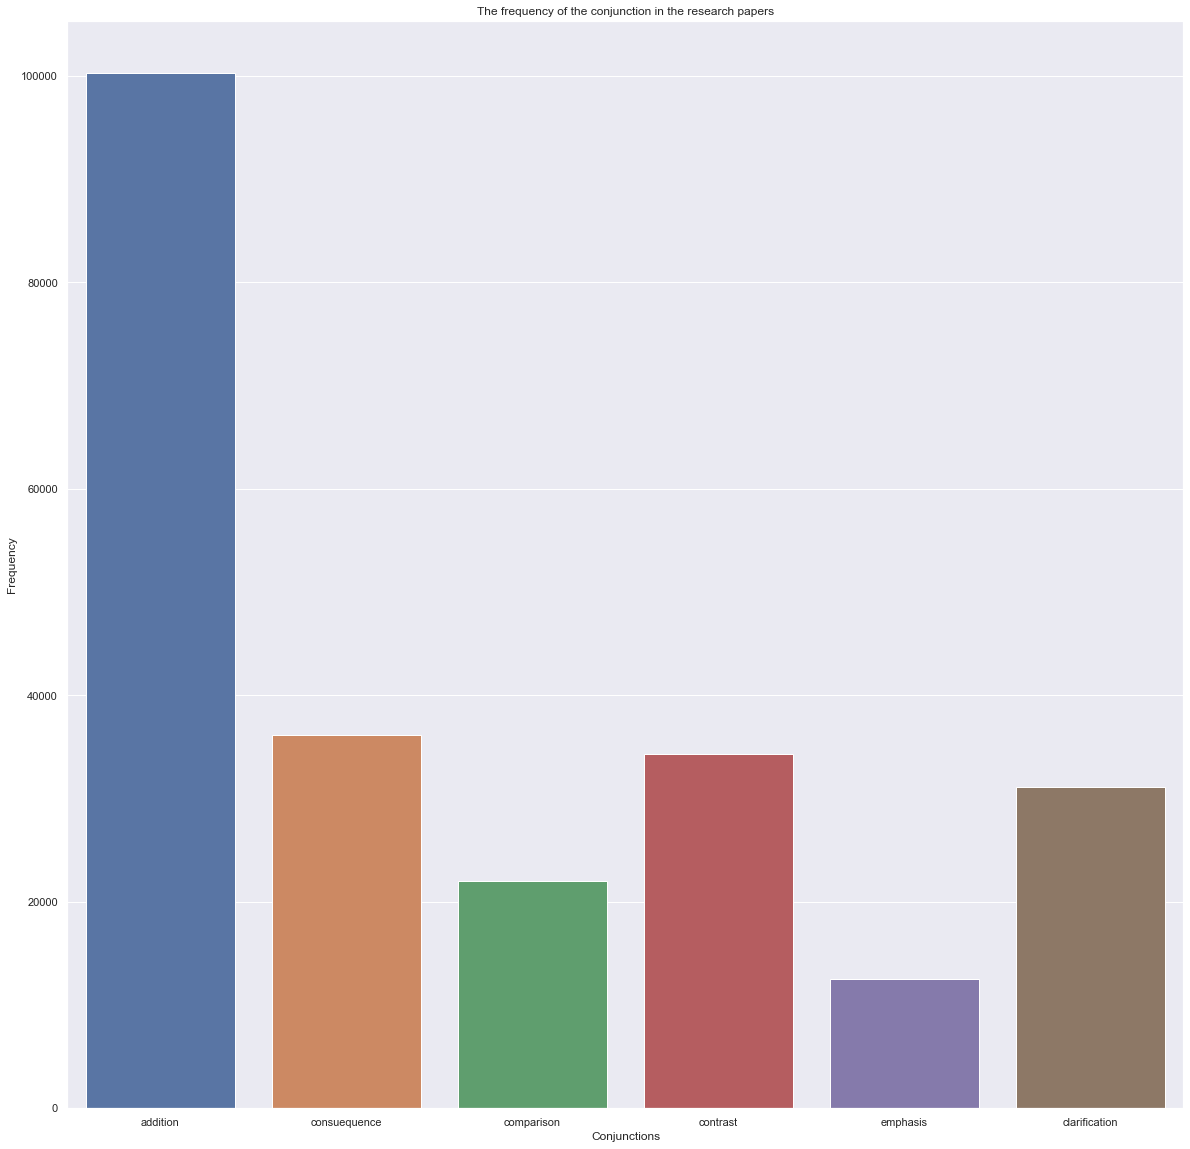 The frequency of the conjunction in the research papers
100000
80000
60000
40000
20000
0
Frequency
addition
consuequence
comparison
contrast
emphasis
clarification
Conjunctions